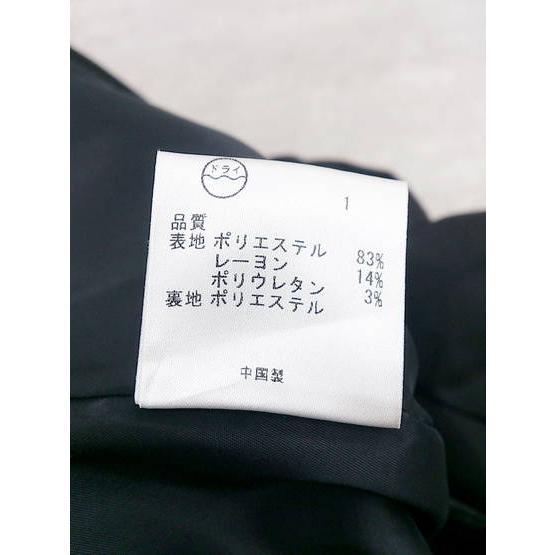 ドライ
1
品質
表地 ポリエステル 83%
レーヨン 14%
ポリウレタン 3%
裏地 ポリエステル
中国製